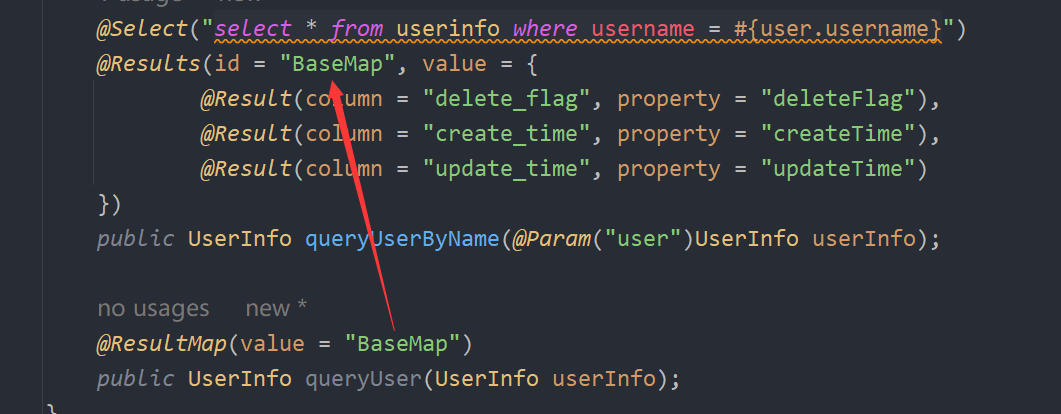 new
@Select("select * from userinfo where username = #{user.username}")
@Results(id = "BaseMap", value = {
@Result(column = "delete_flag", property = "deleteFlag"),
@Result(column = "create_time", property = "createTime"),
@Result(column = "update_time", property = "updateTime")
})
public UserInfo queryUserByName(@Param("user")UserInfo userInfo);
no usages new *
@ResultMap(value = "BaseMap")
public UserInfo queryUser(UserInfo userInfo);
}